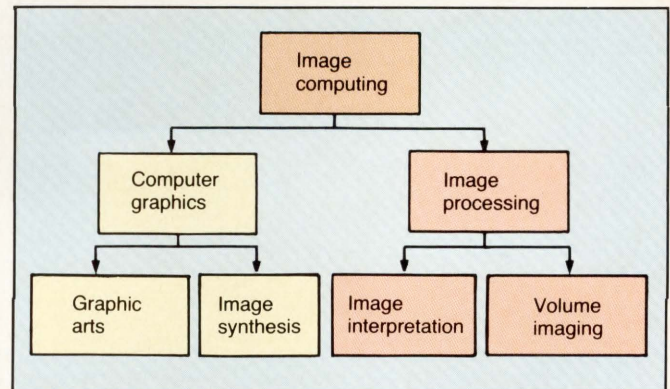 Image
computing
Computer
graphics
Image
processing
Graphic
arts
Image
synthesis
Image
interpretation
Volume
imaging